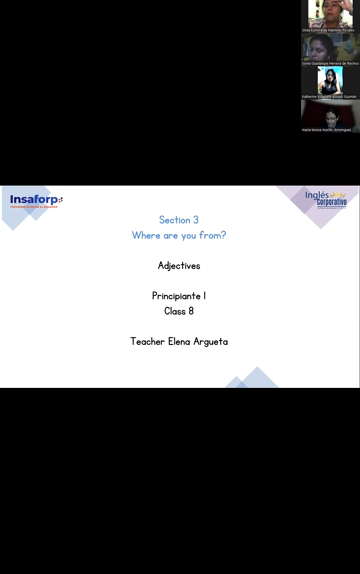 Insaforp
Inglés
Corporativo
Section 3
Where are you from?
Adjectives
Principiante I
Class 8
Teacher Elena Argueta